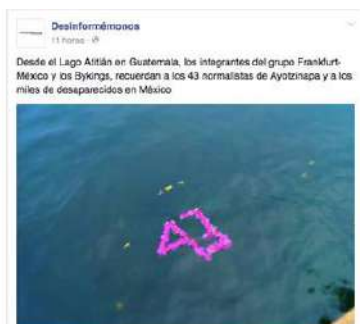 Desinformémonos
11 horas
Desde el Lago Atitlán en Guatemala, los integrantes del grupo Frankfurt-
México y los Bykings, recuerdan a los 43 normalistas de Ayotzinapa y a los
miles de desaparecidos en México
43